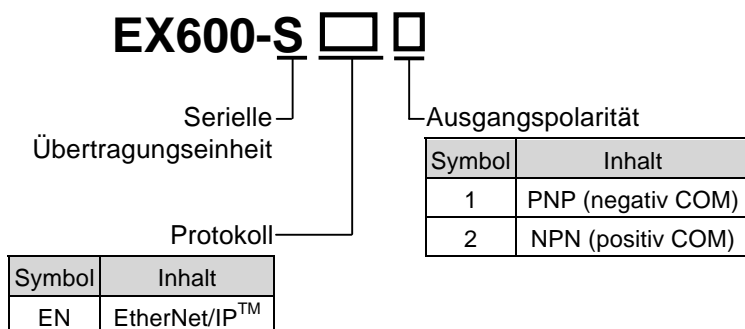 EX600-S
Serielle
Übertragungseinheit
Ausgangspolarität
Symbol Inhalt
1 PNP (negativ COM)
2 NPN (positiv COM)
Protokoll
Symbol Inhalt
EN EtherNet/IP™